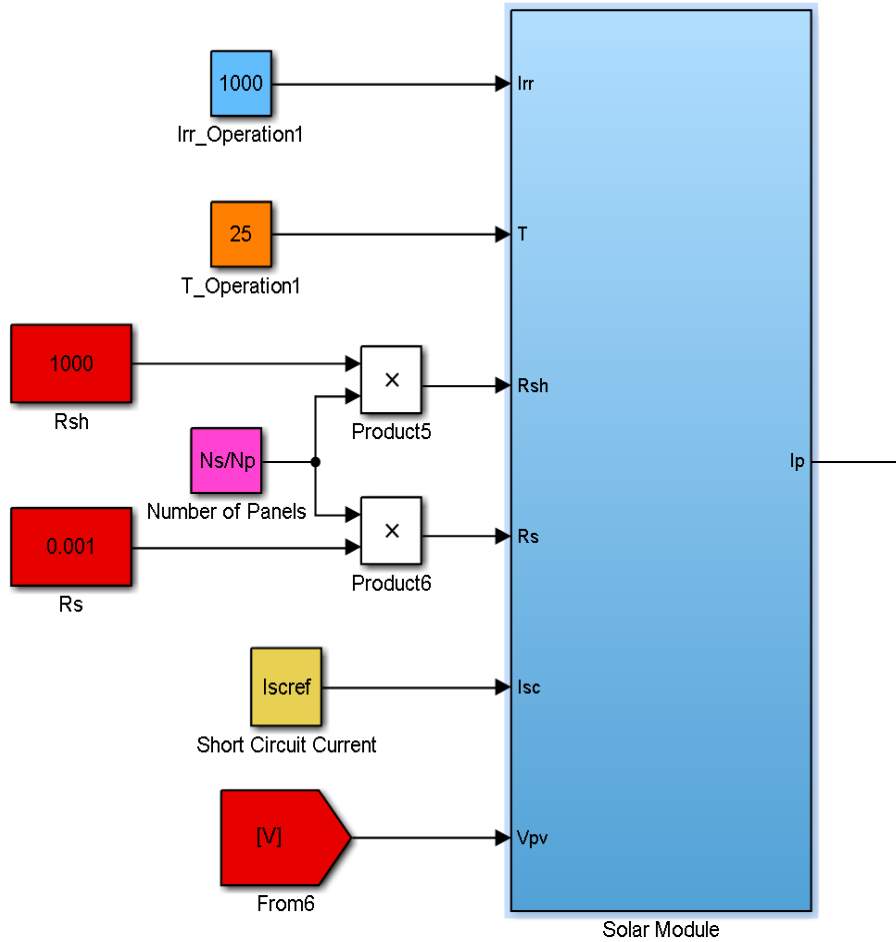 1000
Irr
Irr_Operation1
25
T
T_Operation1
1000
Rsh
×
Rsh
Product5
Ns/Np
Number of Panels
Ip
0.001
Rs
×
Rs
Product6
Iscref
Isc
Short Circuit Current
[V]
Vpv
From6
Solar Module